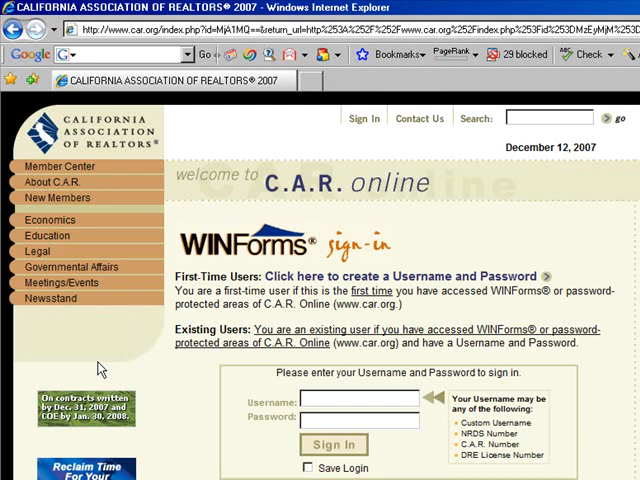 CALIFORNIA ASSOCIATION OF REALTORS® 2007 - Windows Internet Explorer
http://www.car.org/index.php?id=MjA1MQ==&return_url=http%253A%252F%252Fwww.car.org%252Findex.php%253Fid%253DMzEyMjM%253D
Google G Go Bookmarks PageRank 29 blocked Check
CALIFORNIA ASSOCIATION OF REALTORS® 2007
CALIFORNIA
ASSOCIATION
OF REALTORS®
Sign In Contact Us Search: go
December 12, 2007
Member Center
About C.A.R.
New Members
Economics
Education
Legal
Governmental Affairs
Meetings/Events
Newsstand
welcome to C.A.R. online
WINForms® sign-in
First-Time Users: Click here to create a Username and Password
You are a first-time user if this is the first time you have accessed WINForms® or password-
protected areas of C.A.R. Online (www.car.org.)
Existing Users: You are an existing user if you have accessed WINForms® or password-
protected areas of C.A.R. Online (www.car.org) and have a Username and Password.
Please enter your Username and Password to sign in.
Username:
Password:
Sign In
Save Login
Your Username may be
any of the following:
Custom Username
NRDS Number
C.A.R. Number
DRE License Number
On contracts written
by Dec. 31, 2007 and
COE by Jan. 30, 2008.
Reclaim Time
For Your